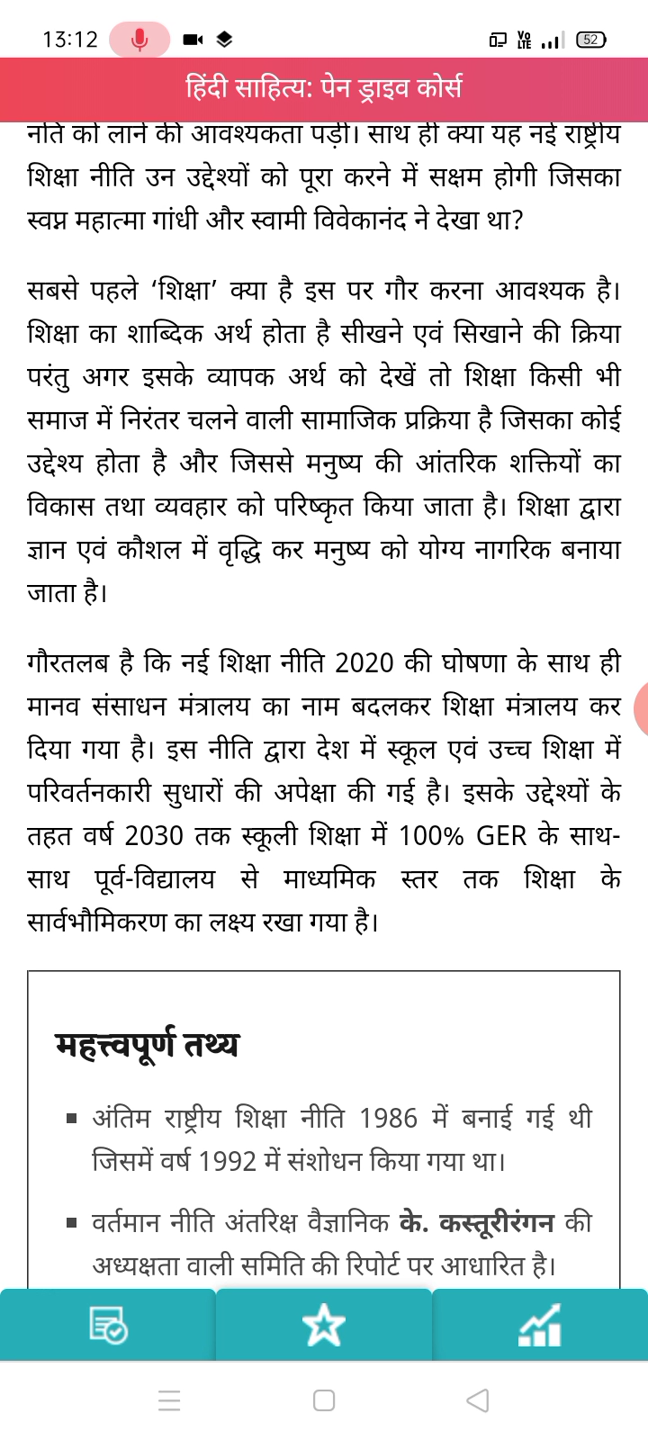 13:12
Vo LTE
52
हिंदी साहित्य: पेन ड्राइव कोर्स
को लाने की आवश्यकता पड़ी। साथ ही क्या यह नई राष्ट्रीय
शिक्षा नीति उन उद्देश्यों को पूरा करने में सक्षम होगी जिसका
स्वप्न महात्मा गांधी और स्वामी विवेकानंद ने देखा था?
सबसे पहले ‘शिक्षा’ क्या है इस पर गौर करना आवश्यक है।
शिक्षा का शाब्दिक अर्थ होता है सीखने एवं सिखाने की क्रिया
परंतु अगर इसके व्यापक अर्थ को देखें तो शिक्षा किसी भी
समाज में निरंतर चलने वाली सामाजिक प्रक्रिया है जिसका कोई
उद्देश्य होता है और जिससे मनुष्य की आंतरिक शक्तियों का
विकास तथा व्यवहार को परिष्कृत किया जाता है। शिक्षा द्वारा
ज्ञान एवं कौशल में वृद्धि कर मनुष्य को योग्य नागरिक बनाया
जाता है।
गौरतलब है कि नई शिक्षा नीति 2020 की घोषणा के साथ ही
मानव संसाधन मंत्रालय का नाम बदलकर शिक्षा मंत्रालय कर
दिया गया है। इस नीति द्वारा देश में स्कूल एवं उच्च शिक्षा में
परिवर्तनकारी सुधारों की अपेक्षा की गई है। इसके उद्देश्यों के
तहत वर्ष 2030 तक स्कूली शिक्षा में 100% GER के साथ-
साथ पूर्व-विद्यालय से माध्यमिक स्तर तक शिक्षा के
सार्वभौमिकरण का लक्ष्य रखा गया है।
महत्त्वपूर्ण तथ्य
अंतिम राष्ट्रीय शिक्षा नीति 1986 में बनाई गई थी
जिसमें वर्ष 1992 में संशोधन किया गया था।
वर्तमान नीति अंतरिक्ष वैज्ञानिक के. कस्तूरीरंगन की
अध्यक्षता वाली समिति की रिपोर्ट पर आधारित है।